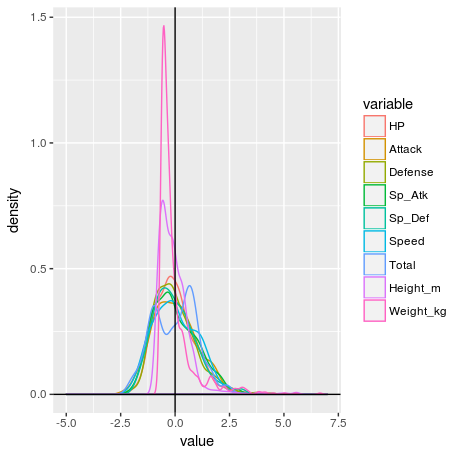 1.5
1.0
0.5
0.0
density
-5.0
-2.5
0.0
2.5
5.0
7.5
value
variable
HP
Attack
Defense
Sp_Atk
Sp_Def
Speed
Total
Height_m
Weight_kg